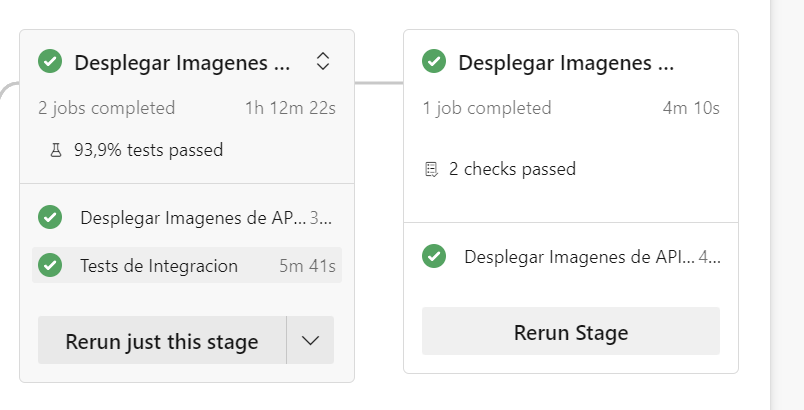 Desplegar Imagenes ...
2 jobs completed 1h 12m 22s
93,9% tests passed
Desplegar Imagenes de AP... 3...
Tests de Integracion 5m 41s
Rerun just this stage
Desplegar Imagenes ...
1 job completed 4m 10s
2 checks passed
Desplegar Imagenes de API... 4...
Rerun Stage